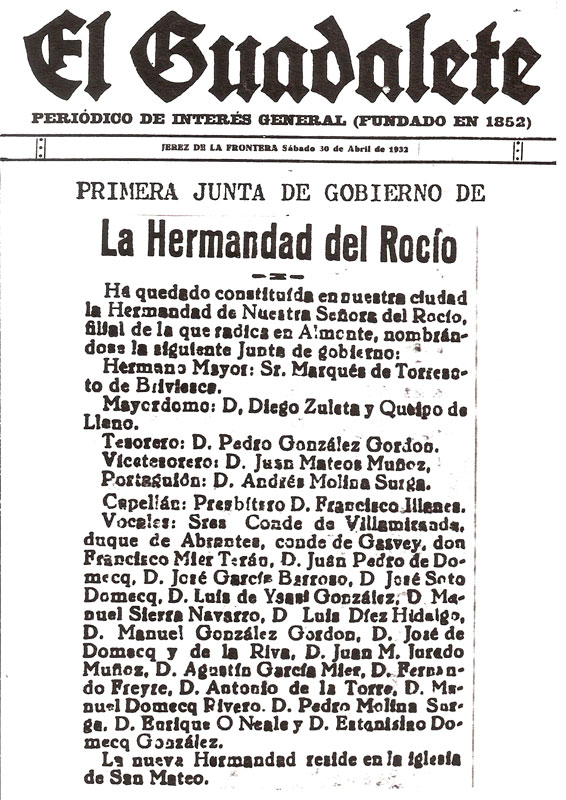 El Guadalete
PERIÓDICO DE INTERÉS GENERAL (FUNDADO EN 1852)
JEREZ DE LA FRONTERA Sábado 30 de Abril de 1932
PRIMERA JUNTA DE GOBIERNO DE
La Hermandad del Rocío
Ha quedado constituída en nuestra ciudad
la Hermandad de Nuestra Señora del Rocío,
filial de la que radica en Almonte, nombrán-
dose la siguiente Junta de gobierno:
Hermano Mayor: Sr. Marqués de Torreso-
to de Briviesca.
Mayordomo: D. Diego Zuleta y Queipo de
Llano.
Tesorero: D. Pedro González Gordon.
Vicetesorero: D. Juan Mateos Muñoz,
Portaguión: D. Andrés Molina Surga.
Capellán: Presbítero D. Francisco Illanes.
Vocales: Sres Conde de Villamiranda,
duque de Abrantes, conde de Garvey, don
Francisco Mier Terán, D. Juan Pedro de Do-
mecq, D. José García Barroso, D José Soto
Domecq, D. Luis de Ysasi González, D. Ma-
nuel Sierra Navarro, D Luis Díez Hidalgo,
D. Manuel González Gordon, D. José de
Domecq y de la Riva, D. Juan M. Jurado
Muñoz, D. Agustín García Mier, D. Fernan-
do Freyre, D. Antonio de la Torre, D. Ma-
nuel Domecq Rivero. D. Pedro Molina Sur-
ga, D. Enrique O Neale y D. Estanislao Do-
mecq González.
La nueva Hermandad reside en la iglesia
de San Mateo.